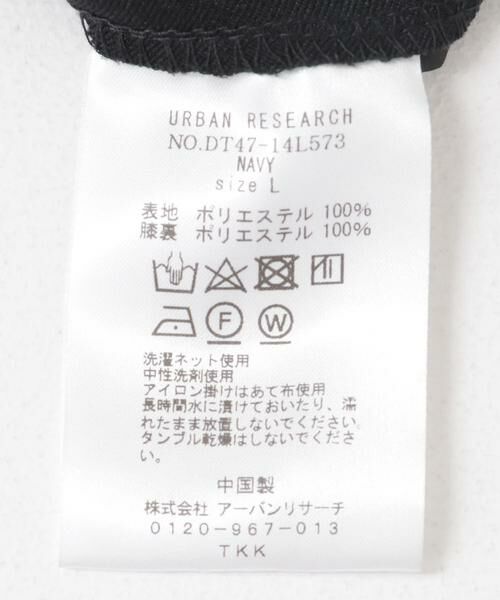 URBAN RESEARCH
NO.DT47-14L573
NAVY
size L
表地 ポリエステル 100%
膝裏 ポリエステル 100%
F W
洗濯ネット使用
中性洗剤使用
アイロン掛けはあて布使用
長時間水に漬けておいたり、濡
れたまま放置しないでください。
タンブル乾燥はしないでくださ
い。
中国製
株式会社 アーバンリサーチ
0120-967-013
TKK